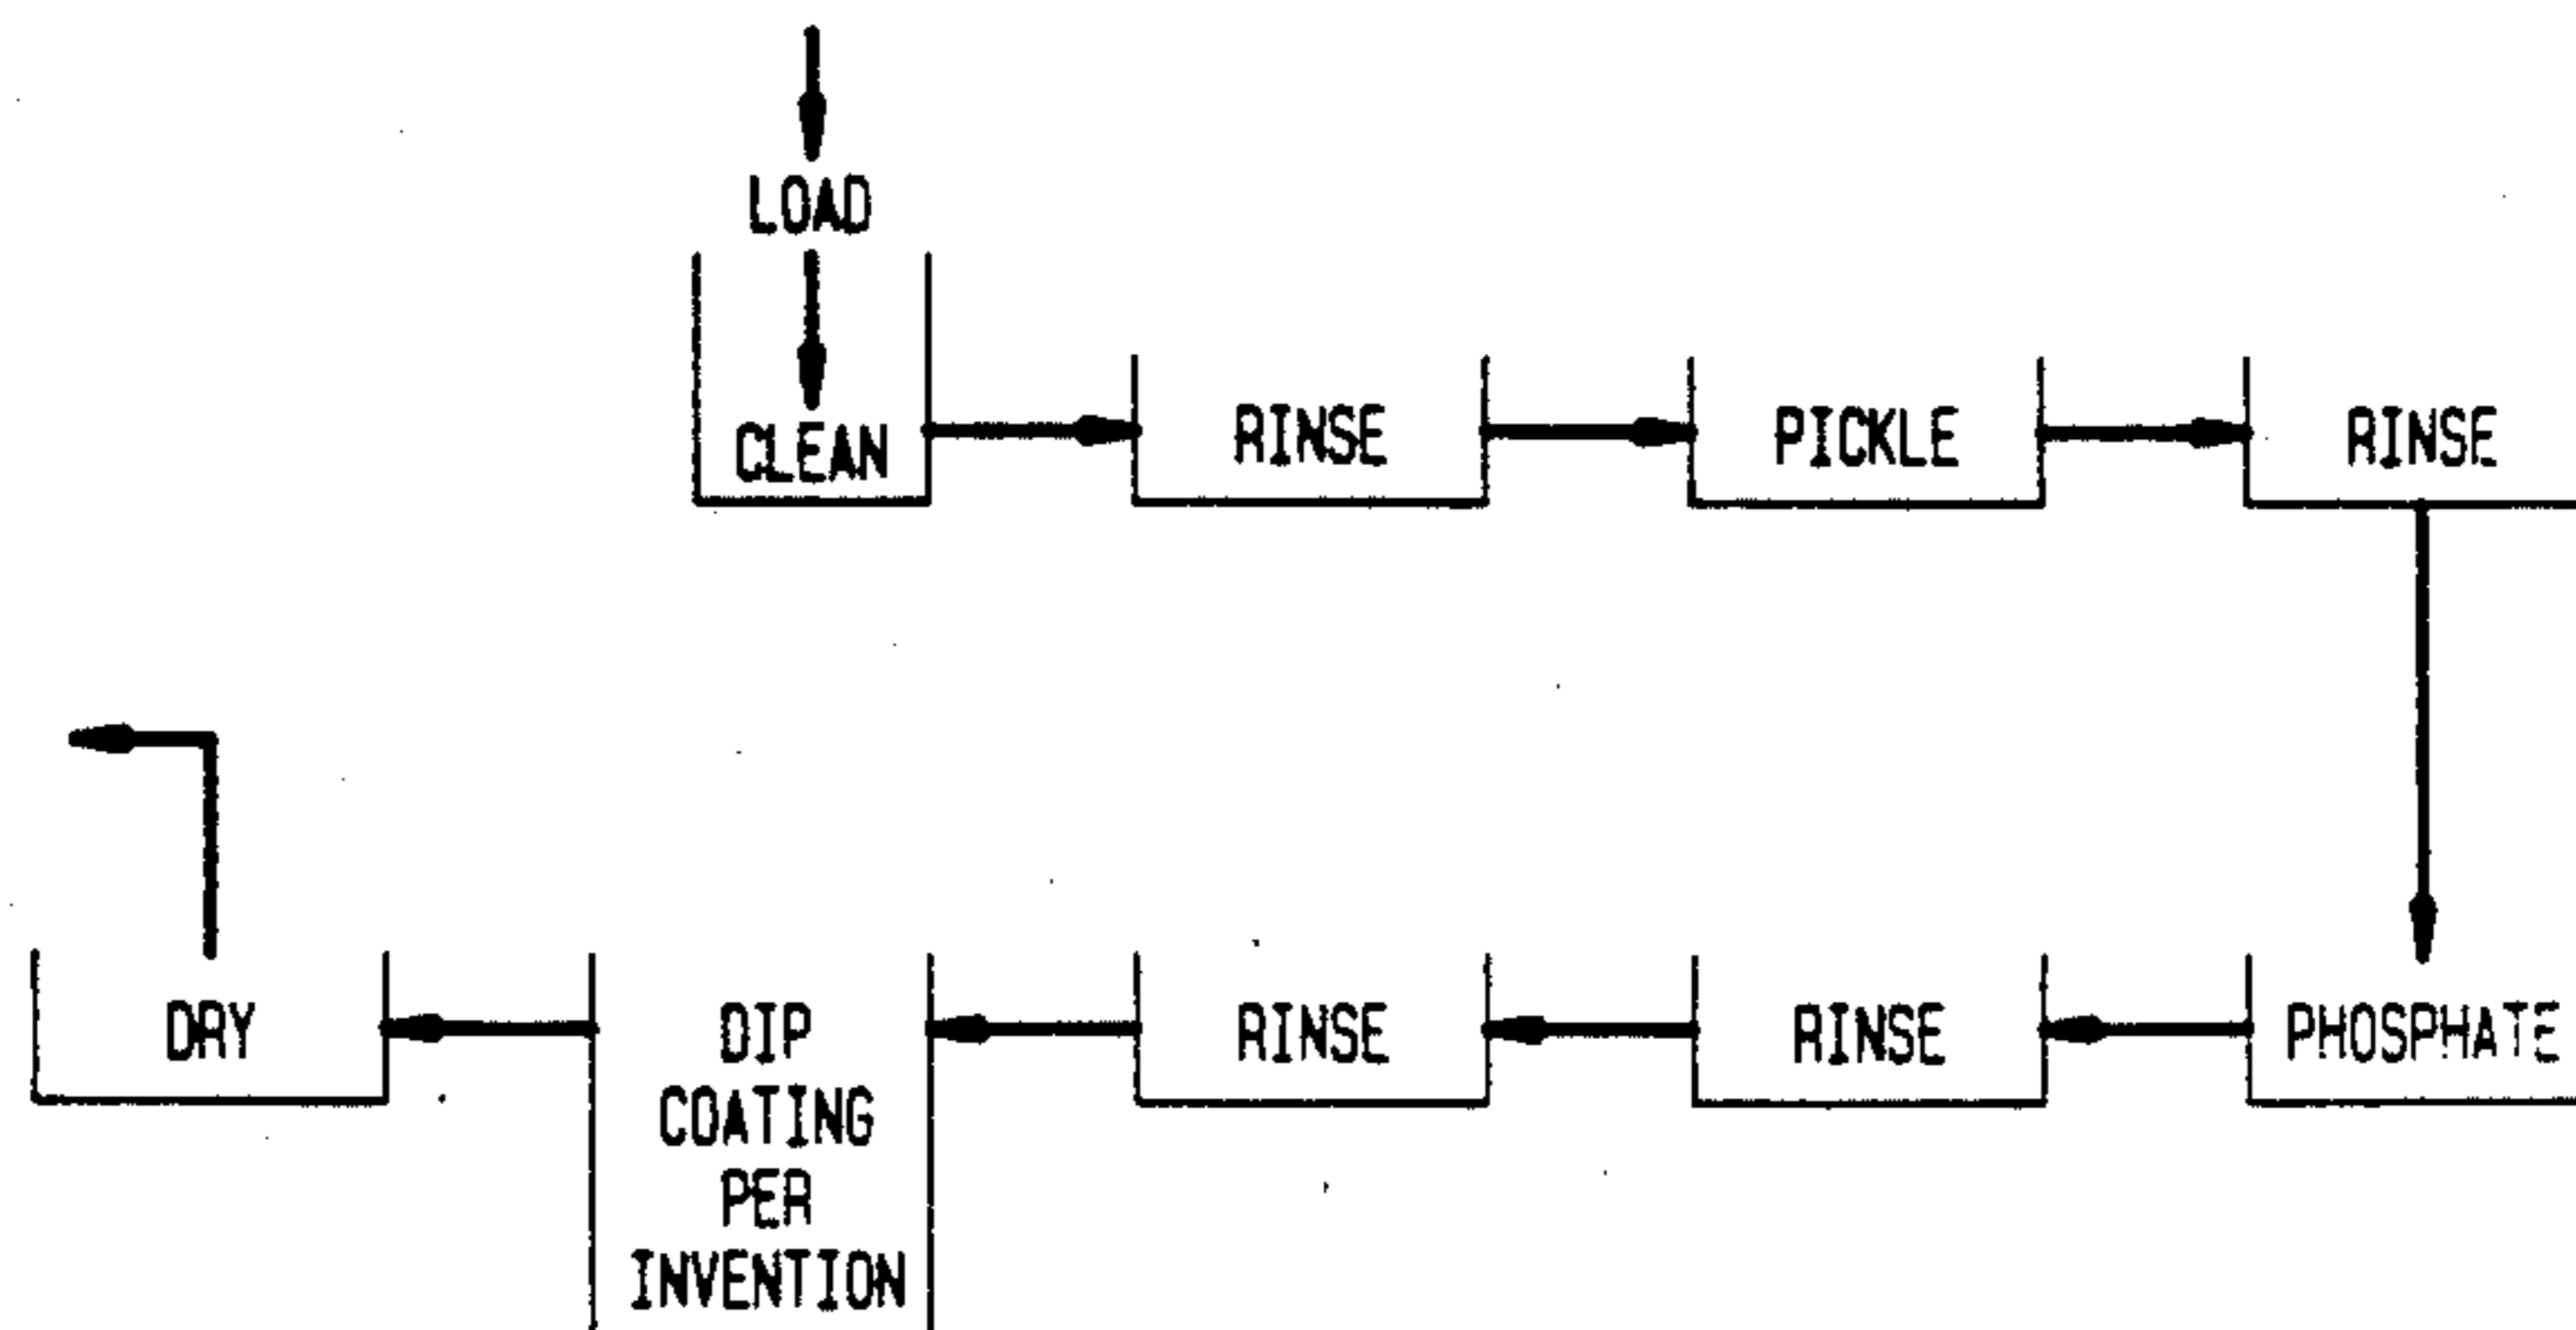 LOAD
CLEAN
RINSE
PICKLE
RINSE
PHOSPHATE
RINSE
RINSE
DIP
COATING
PER
INVENTION
DRY